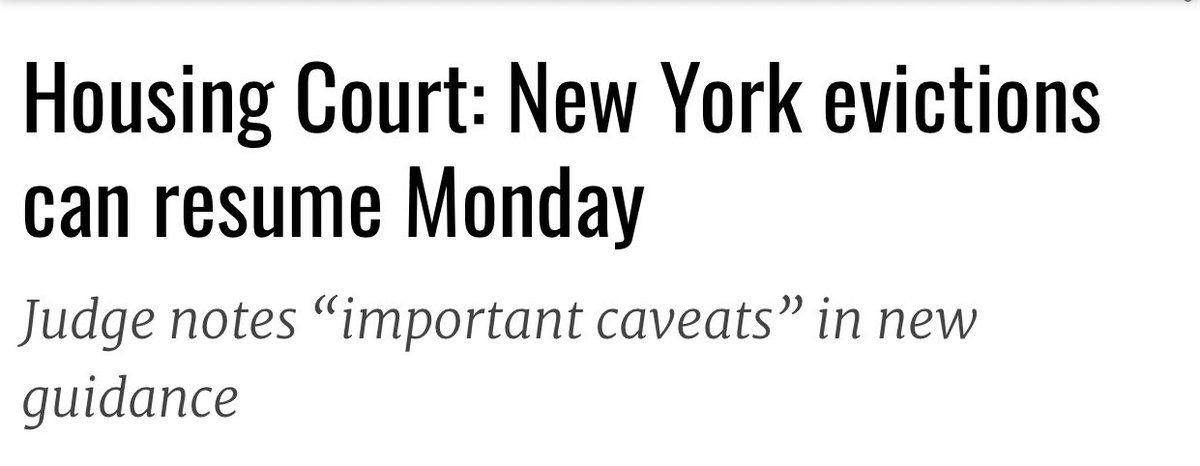 Housing Court: New York evictions
can resume Monday
Judge notes “important caveats” in new
guidance